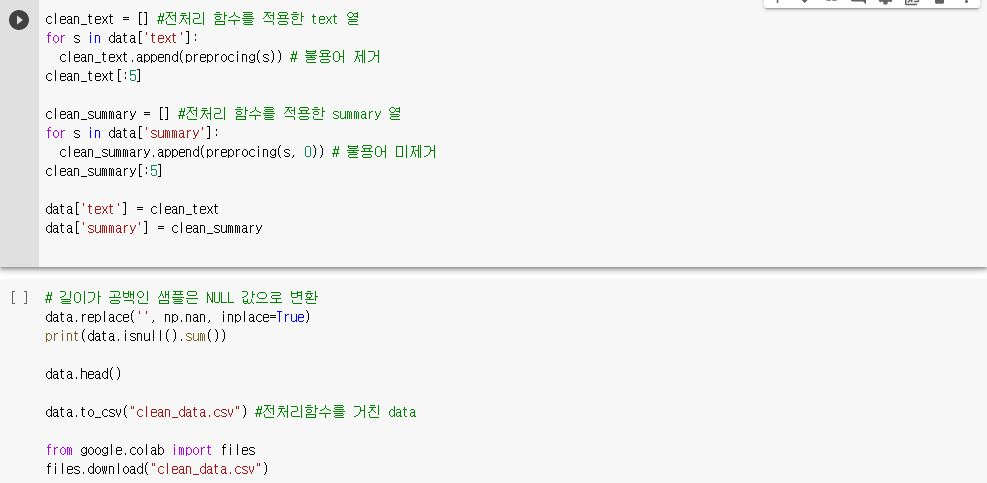 clean_text = [] #전처리 함수를 적용한 text 열
for s in data['text']:
  clean_text.append(preprocing(s)) # 불용어 제거
clean_text[:5]
clean_summary = [] #전처리 함수를 적용한 summary 열
for s in data['summary']:
  clean_summary.append(preprocing(s, 0)) # 불용어 미제거
clean_summary[:5]
data['text'] = clean_text
data['summary'] = clean_summary
[ ] # 길이가 공백인 샘플은 NULL 값으로 변환
data.replace('', np.nan, inplace=True)
print(data.isnull().sum())
data.head()
data.to_csv("clean_data.csv") #전처리함수를 거친 data
from google.colab import files
files.download("clean_data.csv")